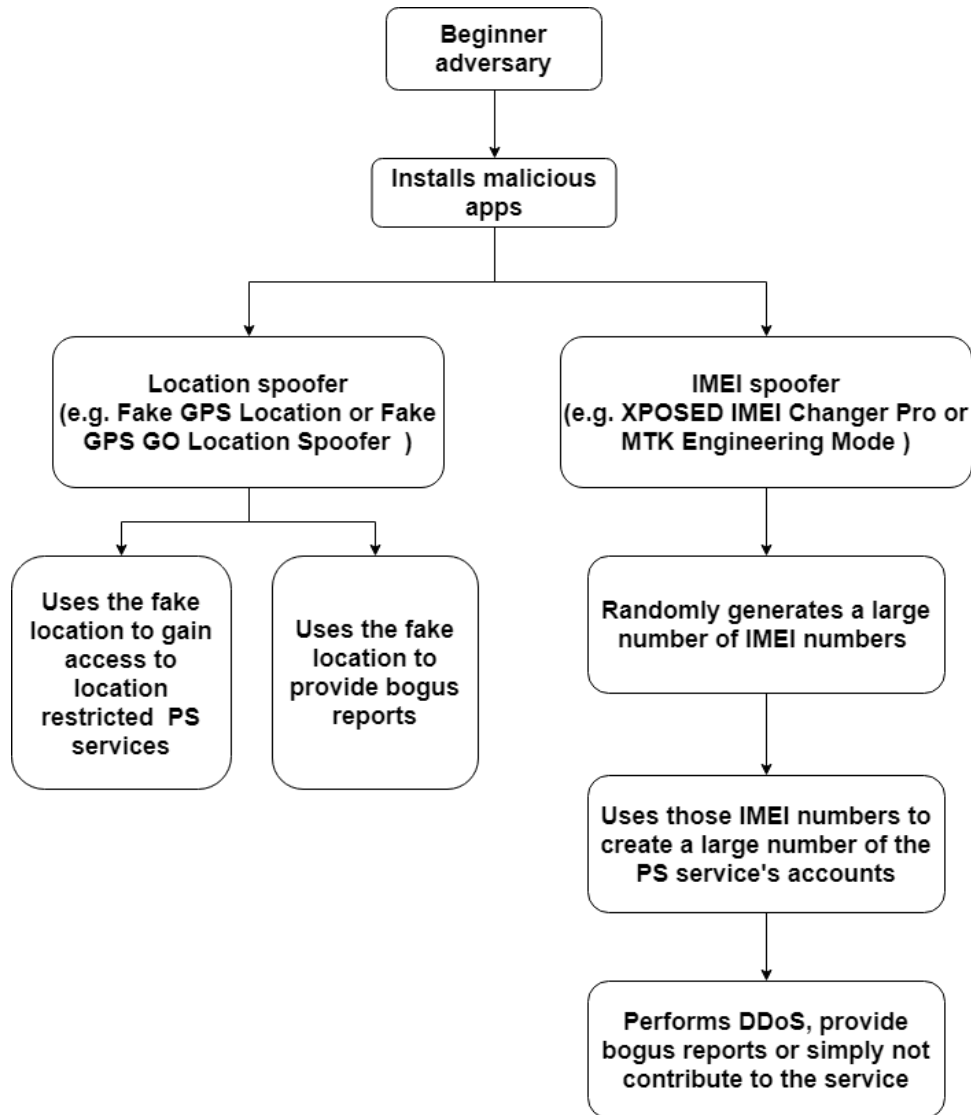 Beginner
adversary
Installs malicious
apps
Location spoofer
(e.g. Fake GPS Location or Fake
GPS GO Location Spoofer )
IMEI spoofer
(e.g. XPOSED IMEI Changer Pro or
MTK Engineering Mode )
Uses the fake
location to gain
access to
location
restricted PS
services
Uses the fake
location to
provide bogus
reports
Randomly generates a large
number of IMEI numbers
Uses those IMEI numbers to
create a large number of the
PS service's accounts
Performs DDoS, provide
bogus reports or simply not
contribute to the service